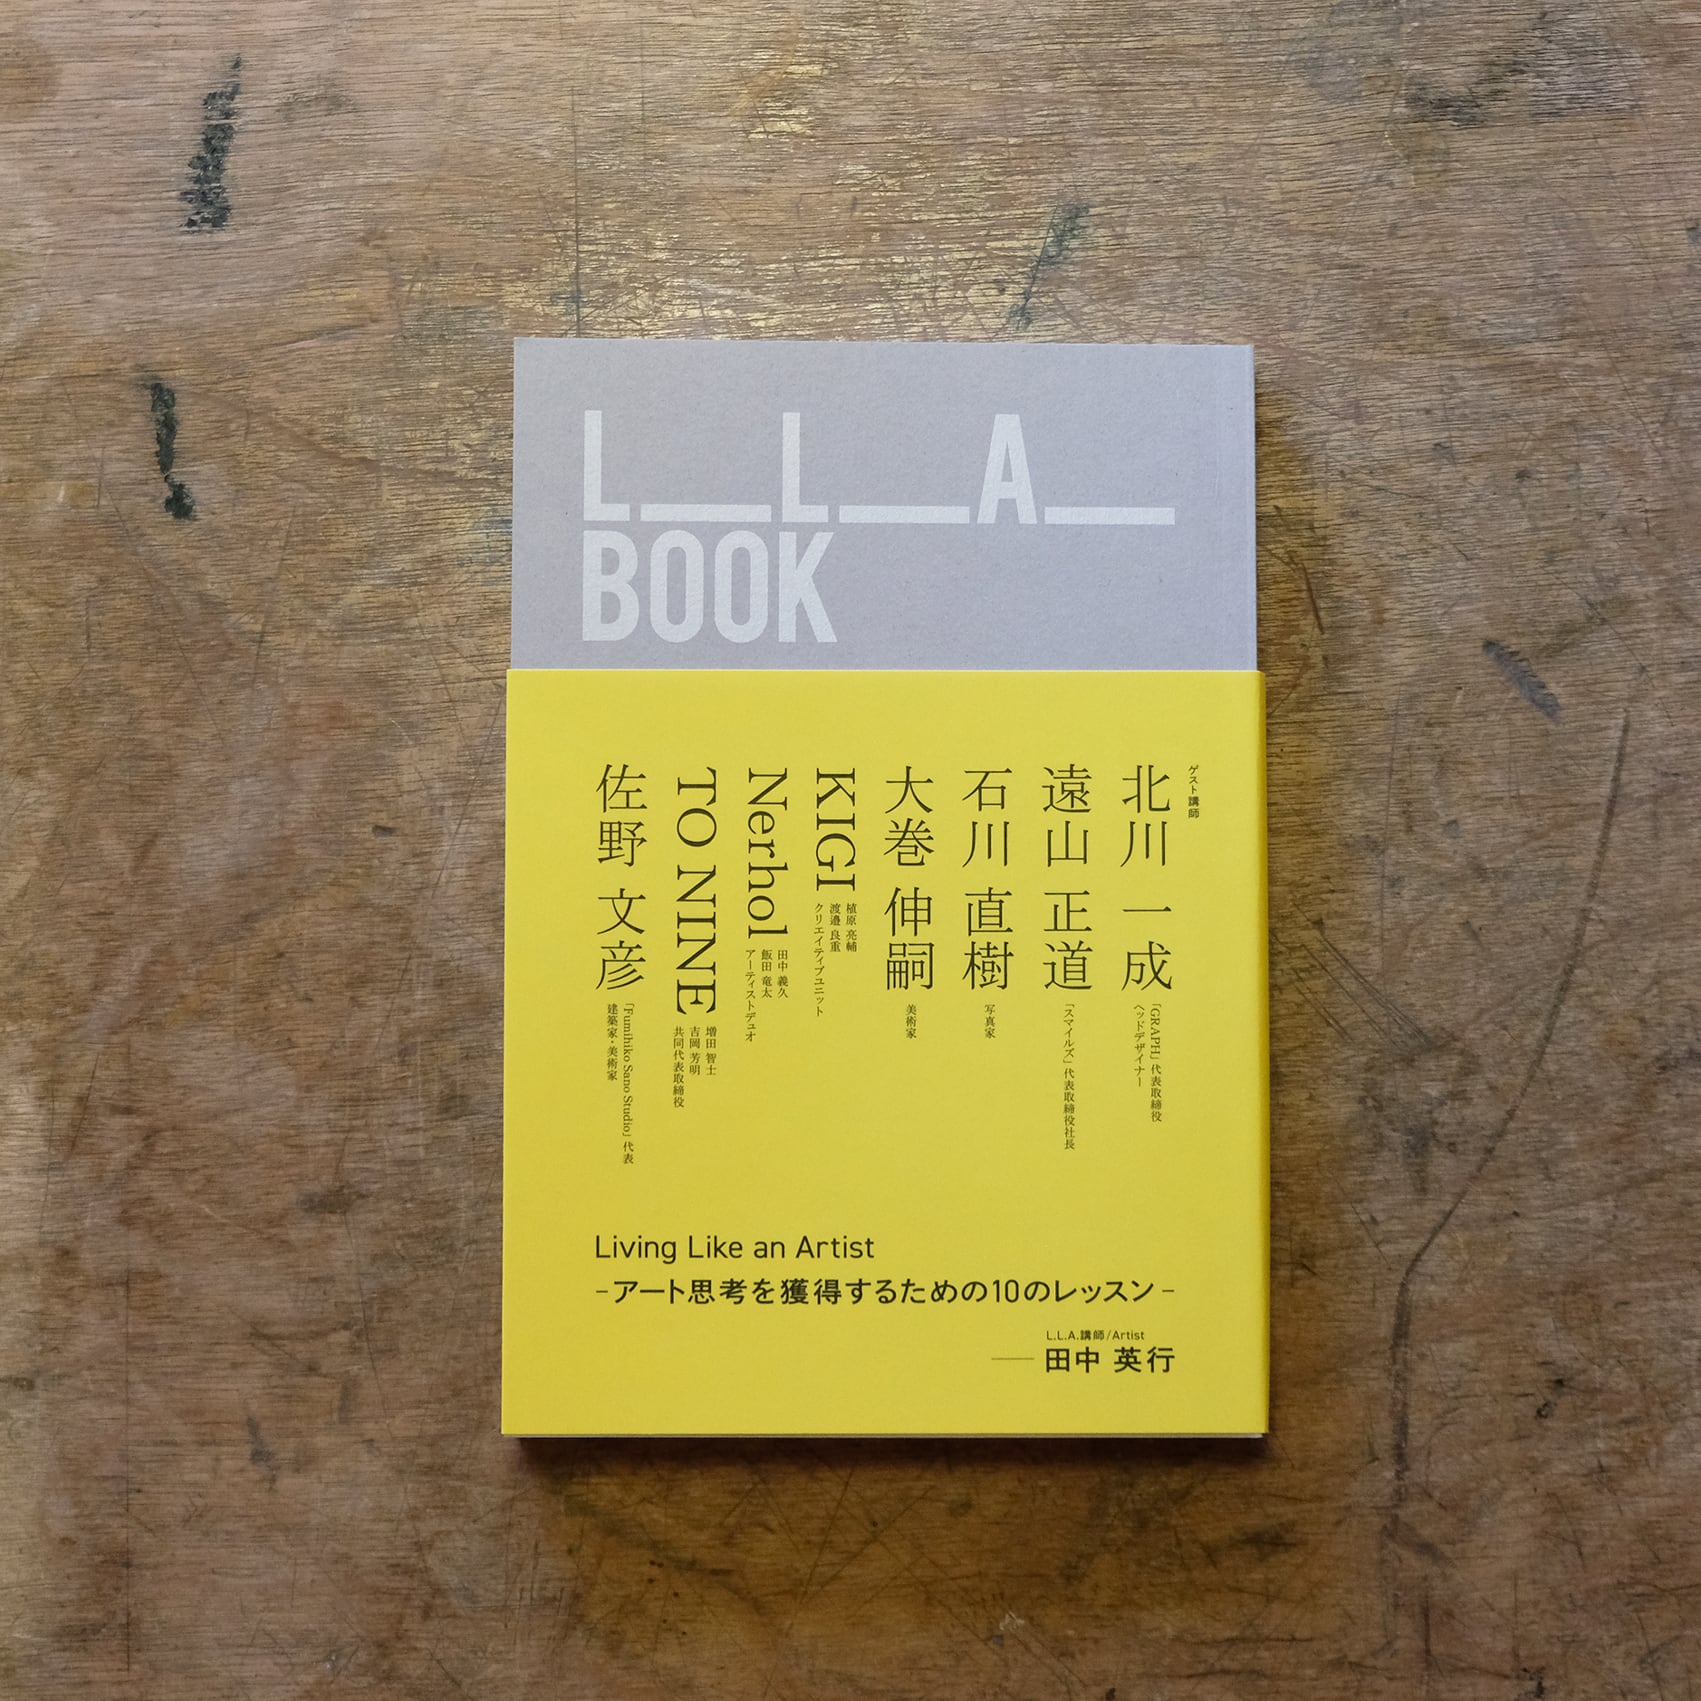 L__L__A__
BOOK
ゲスト講師
北川 一成
「GRAPH」代表取締役
ヘッドデザイナー
遠山 正道
「スマイルズ」代表取締役社長
石川 直樹
写真家
大巻 伸嗣
美術家
KIGI
植原 亮輔
渡邉 良重
クリエイティブユニット
Nerhol
田中 義久
飯田 竜太
アーティストデュオ
TO NINE
増田 智士
吉岡 芳明
共同代表取締役
佐野 文彦
「Fumihiko Sano Studio」代表
建築家・美術家
Living Like an Artist
-アート思考を獲得するための10のレッスン-
L.L.A.講師/Artist
── 田中 英行